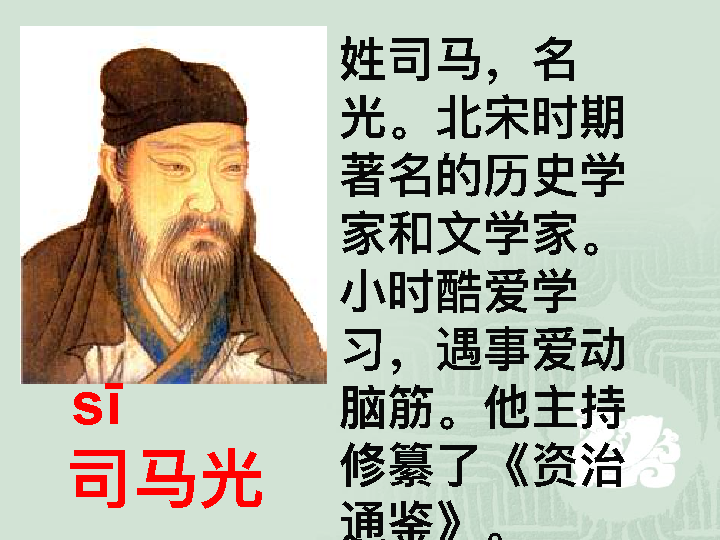 姓司马，名
光。北宋时期
著名的历史学
家和文学家。
小时酷爱学
习，遇事爱动
脑筋。他主持
修纂了《资治
通鉴》。
sī
司马光